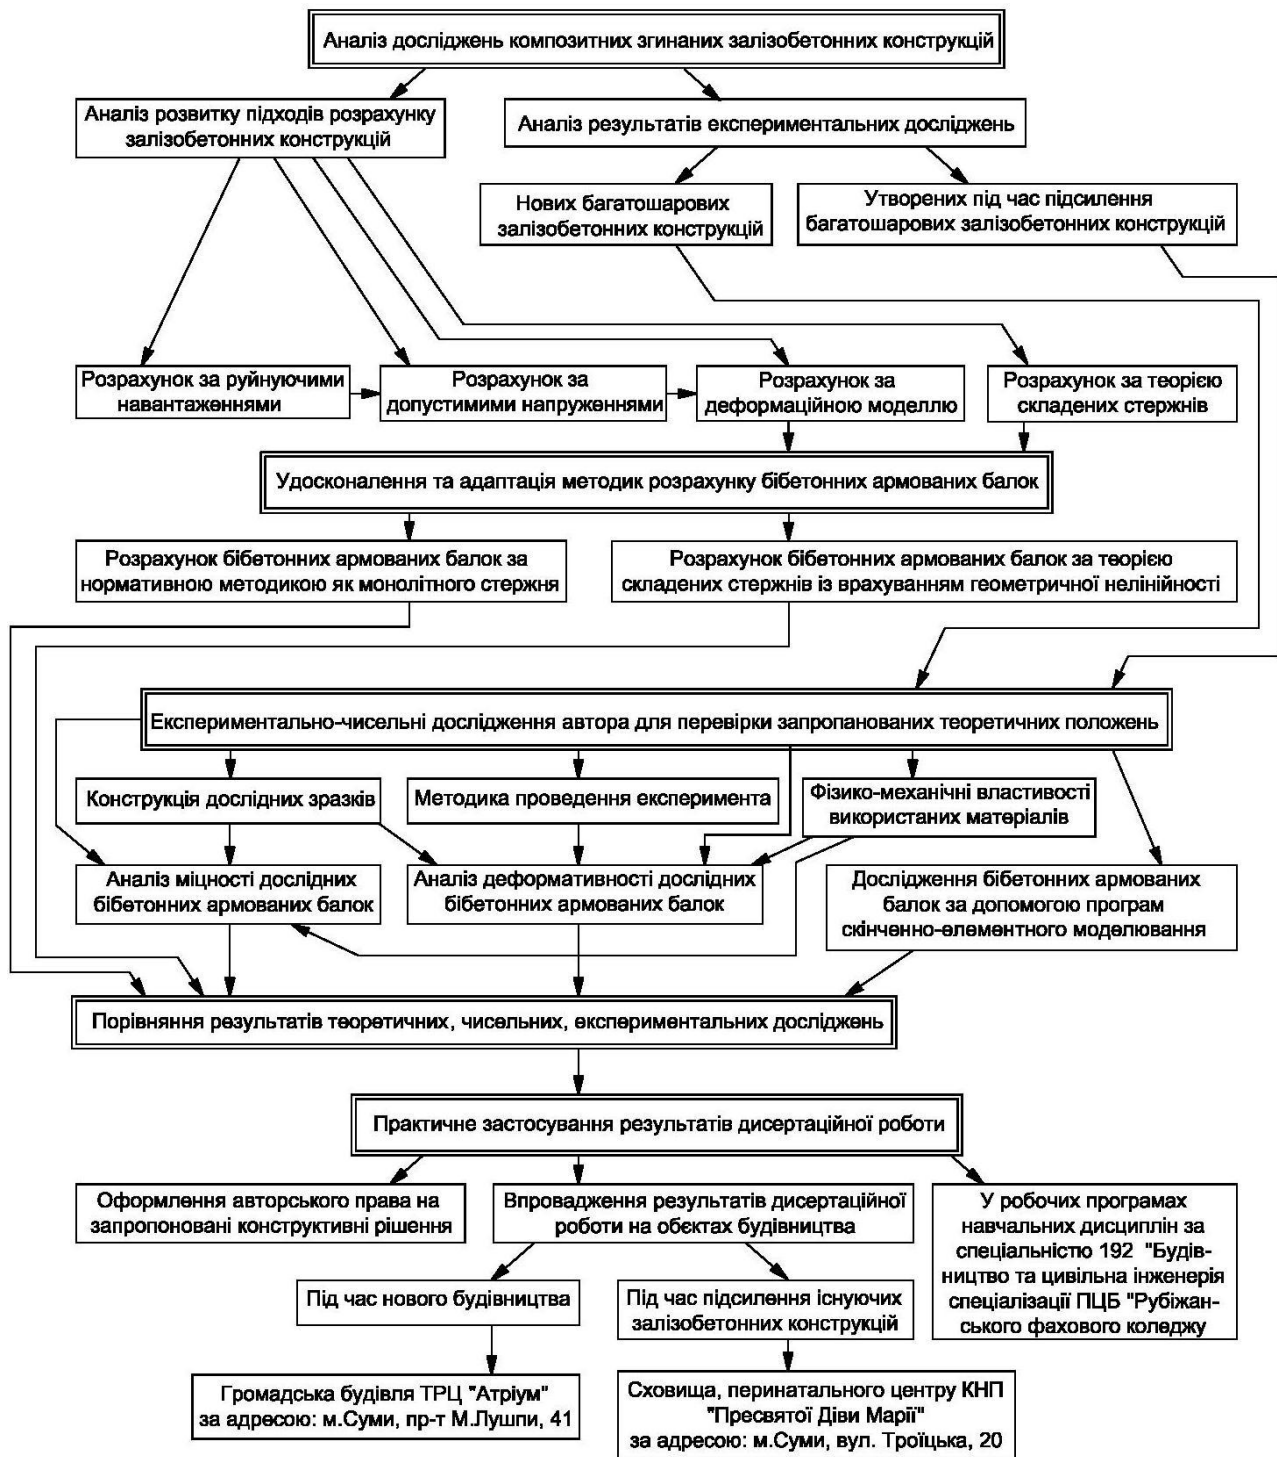 Аналіз досліджень композитних згинаних залізобетонних конструкцій
Аналіз розвитку підходів розрахунку
залізобетонних конструкцій
Аналіз результатів експериментальних досліджень
Нових багатошарових
залізобетонних конструкцій
Утворених під час підсилення
багатошарових залізобетонних конструкцій
Розрахунок за руйнуючими
навантаженнями
Розрахунок за
допустимими напруженнями
Розрахунок за
деформаційною моделлю
Розрахунок за теорією
складених стержнів
Удосконалення та адаптація методик розрахунку бібетонних армованих балок
Розрахунок бібетонних армованих балок за
нормативною методикою як монолітного стержня
Розрахунок бібетонних армованих балок за теорією
складених стержнів із врахуванням геометричної нелінійності
Експериментально-чисельні дослідження автора для перевірки запропанованих теоретичних положень
Конструкція дослідних зразків
Методика проведення експеримента
Фізико-механічні властивості
використаних матеріалів
Аналіз міцності дослідних
бібетонних армованих балок
Аналіз деформативності дослідних
бібетонних армованих балок
Дослідження бібетонних армованих
балок за допомогою програм
скінченно-елементного моделювання
Порівняння результатів теоретичних, чисельних, експериментальних досліджень
Практичне застосування результатів дисертаційної роботи
Оформлення авторського права на
запропоновані конструктивні рішення
Впровадження результатів дисертаційної
роботи на обєктах будівництва
У робочих програмах
навчальних дисциплін за
спеціальністю 192 "Будів-
ництво та цивільна інженерія
спеціалізації ПЦБ "Рубіжан-
ського фахового коледжу
Під час нового будівництва
Під час підсилення існуючих
залізобетонних конструкцій
Громадська будівля ТРЦ "Атріум"
за адресою: м.Суми, пр-т М.Лушпи, 41
Сховища, перинатального центру КНП
"Пресвятої Діви Марії"
за адресою: м.Суми, вул. Троїцька, 20